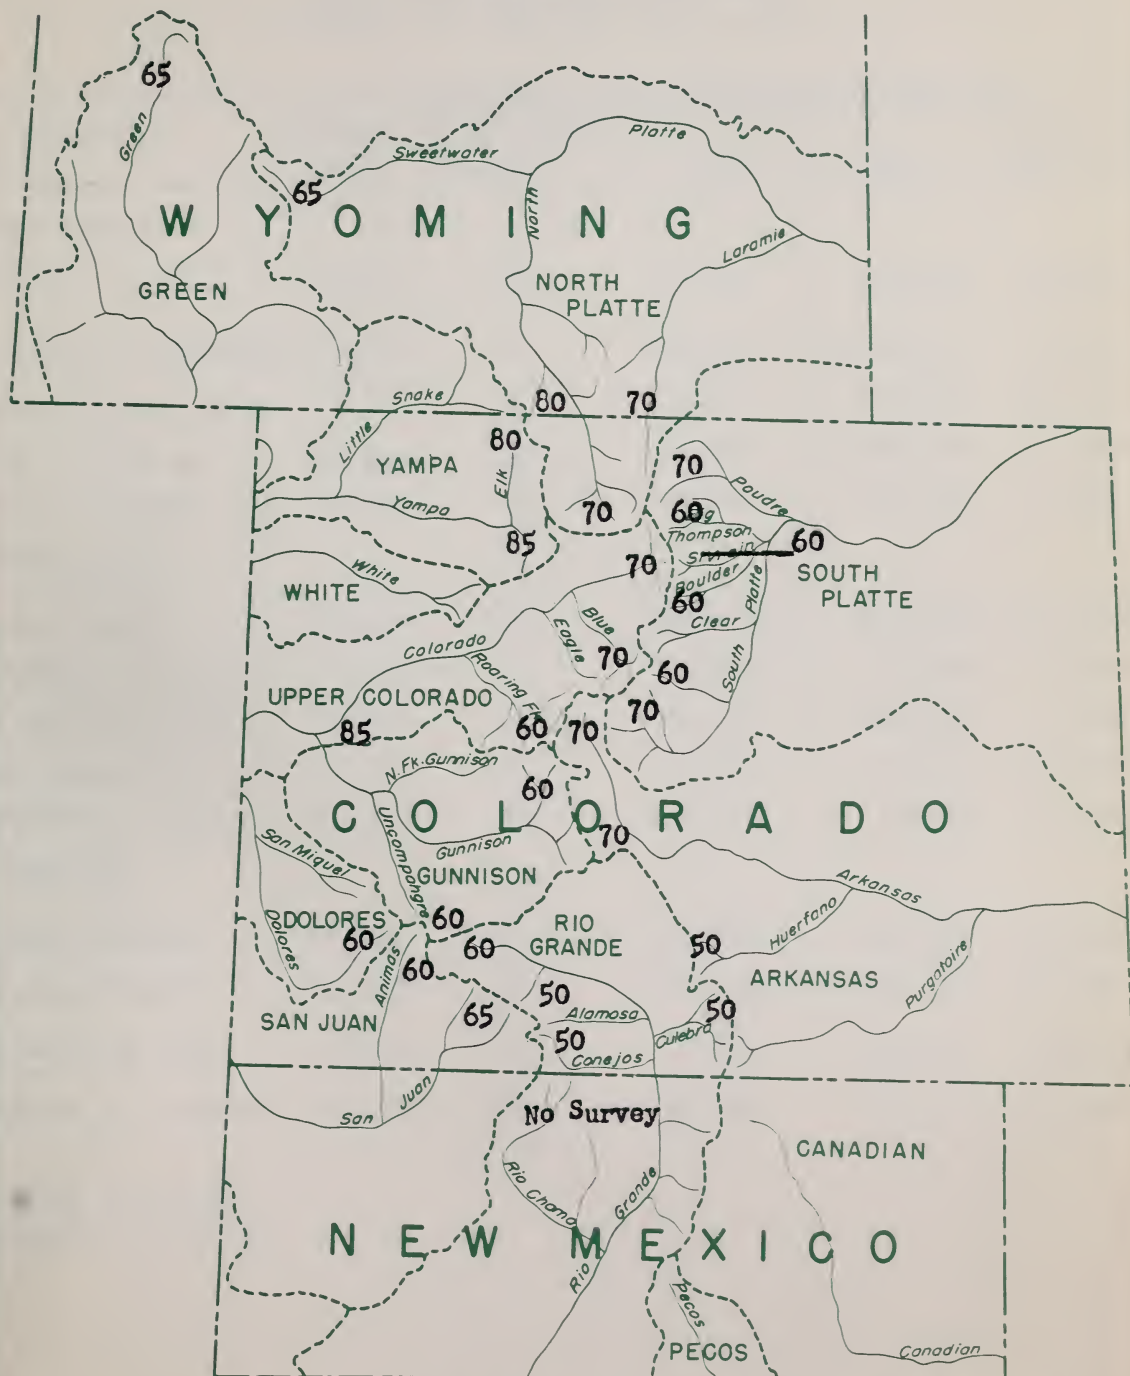 65
Green
Platte
Sweetwater
65
North
W Y O M I N G
Laramie
GREEN
NORTH
PLATTE
Snake
80
70
Little
80
YAMPA
70
Elk
Poudre
Yampa
70
60
Thompson
85
60
70
White
WHITE
Boulder
SOUTH
PLATTE
60
Platte
Blue
Clear
Eagle
Colorado
70
South
Roaring Fk
60
UPPER COLORADO
70
85
60
70
N. Fk. Gunnison
60
C O L O R A D O
Uncompahgre
San Miguel
Gunnison
70
GUNNISON
Arkansas
DOLORES
Dolores
60
RIO
GRANDE
Huerfano
60
60
50
60
Animas
ARKANSAS
Purgatoire
50
SAN JUAN
65
50
Alamosa
Culebra
50
Conejos
Juan
San
No Survey
CANADIAN
Rio Chama
Grande
N E W M E X I C O
Rio
Pecos
PECOS
Canadian